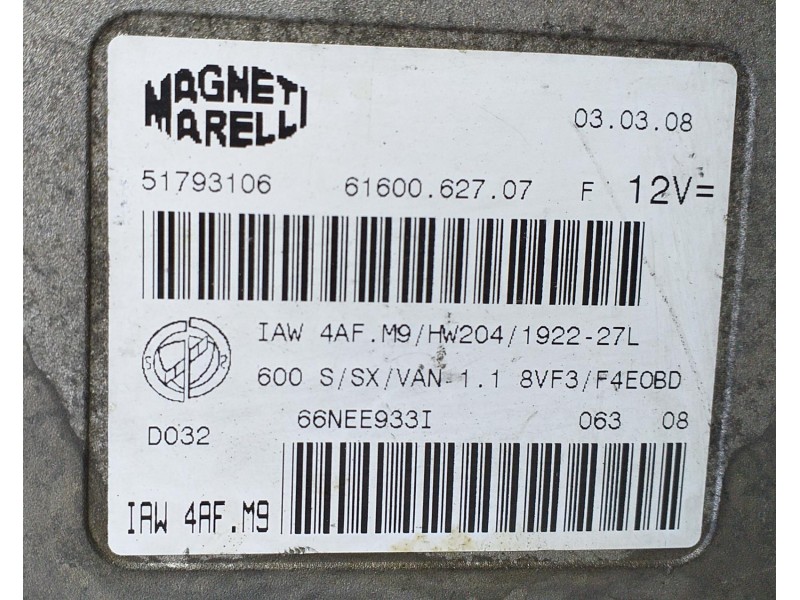 MAGNETI
MARELLI
03.03.08
51793106 61600.627.07 F 12V=
IAW 4AF.M9/HW204/1922-27L
S R
600 S/SX/VAN-1.1 8VF3/F4EOBD
D032 66NEE933I 063 08
IAW 4AF.M9